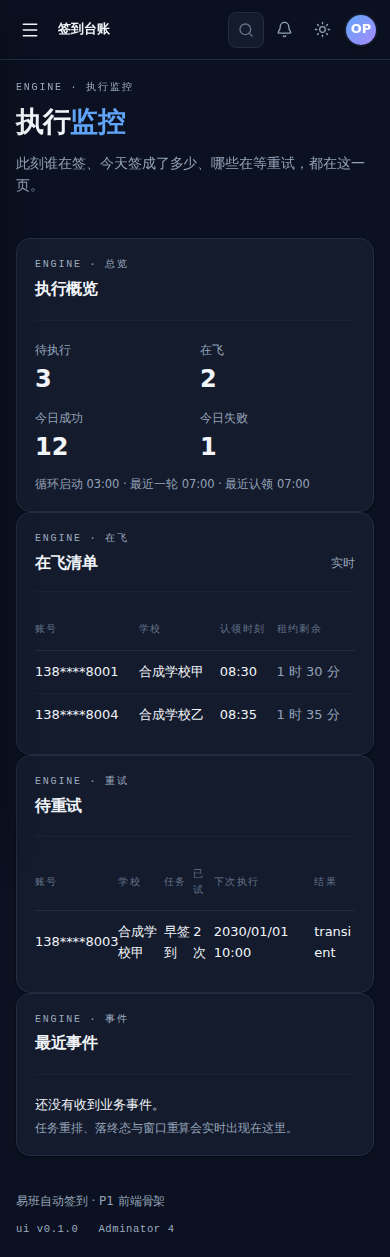 签到台账
OP
ENGINE · 执行监控
执行监控
此刻谁在签、今天签成了多少、哪些在等重试，都在这一
页。
ENGINE · 总览
执行概览
待执行 在飞
3 2
今日成功 今日失败
12 1
循环启动 03:00 · 最近一轮 07:00 · 最近认领 07:00
ENGINE · 在飞
在飞清单 实时
账号 学校 认领时刻 租约剩余
138****8001 合成学校甲 08:30 1 时 30 分
138****8004 合成学校乙 08:35 1 时 35 分
ENGINE · 重试
待重试
账号 学校 任务 已试 下次执行 结果
138****8003 合成学校甲 早签到 2次 2030/01/01 10:00 transient
ENGINE · 事件
最近事件
还没有收到业务事件。
任务重排、落终态与窗口重算会实时出现在这里。
易班自动签到 · P1 前端骨架
ui v0.1.0 Adminator 4